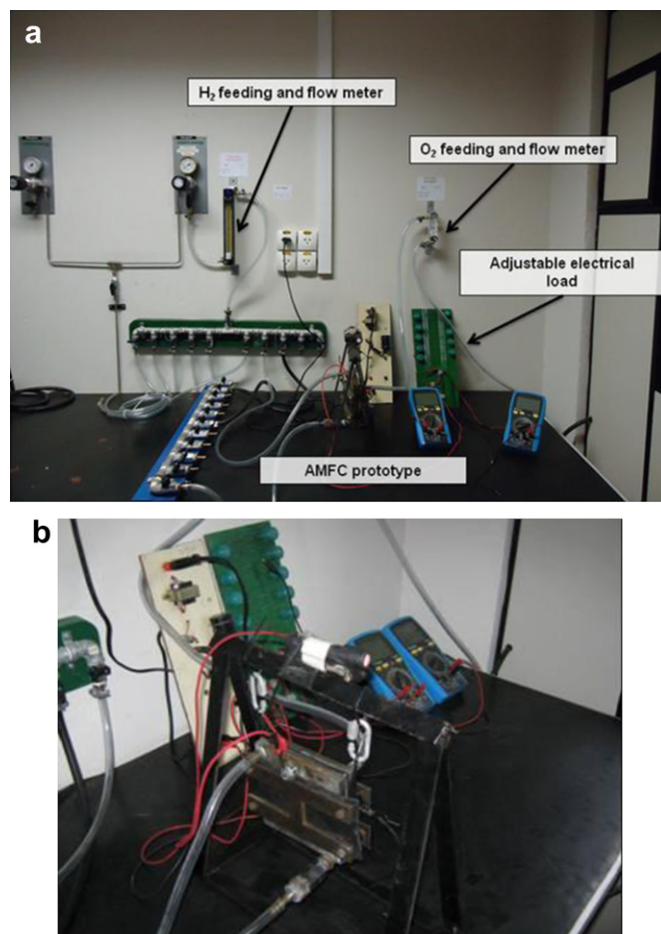 a
H₂ feeding and flow meter
O₂ feeding and flow meter
Adjustable electrical
load
AMFC prototype
b